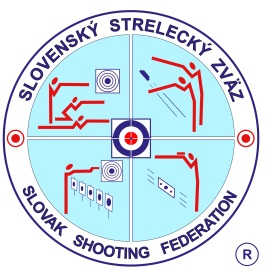 SLOVENSKÝ STRELECKÝ ZVÄZ
SLOVAK SHOOTING FEDERATION
®